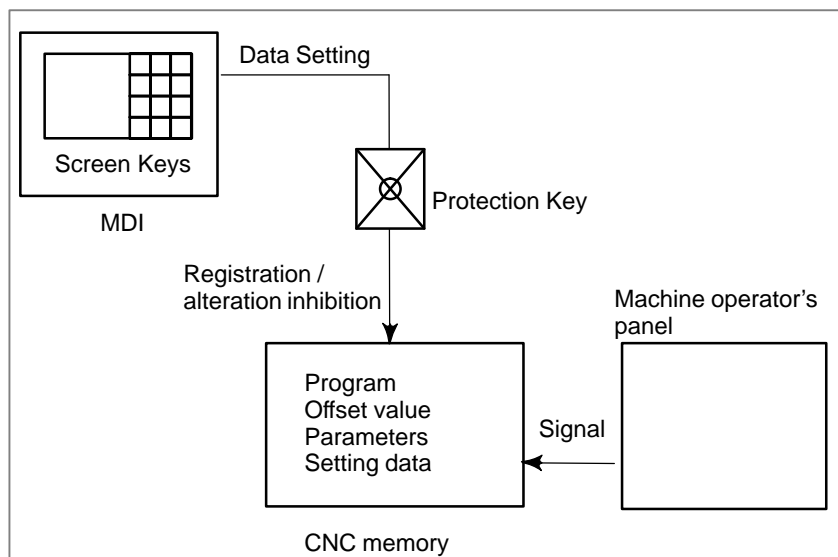 Data Setting
Screen Keys
MDI
Protection Key
Registration /
alteration inhibition
Machine operator's
panel
Program
Offset value
Parameters
Setting data
Signal
CNC memory